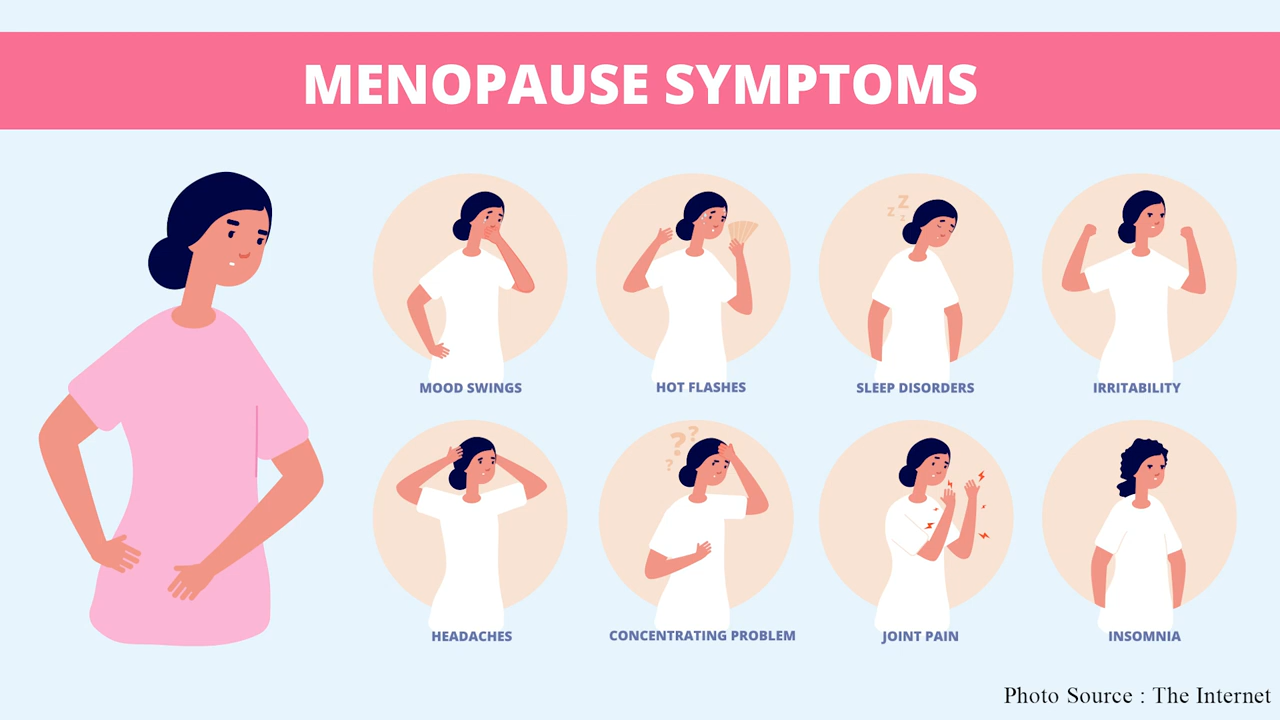 MENOPAUSE SYMPTOMS
z Z z
MOOD SWINGS
HOT FLASHES
SLEEP DISORDERS
IRRITABILITY
? ? ?
HEADACHES
CONCENTRATING PROBLEM
JOINT PAIN
INSOMNIA
Photo Source : The Internet